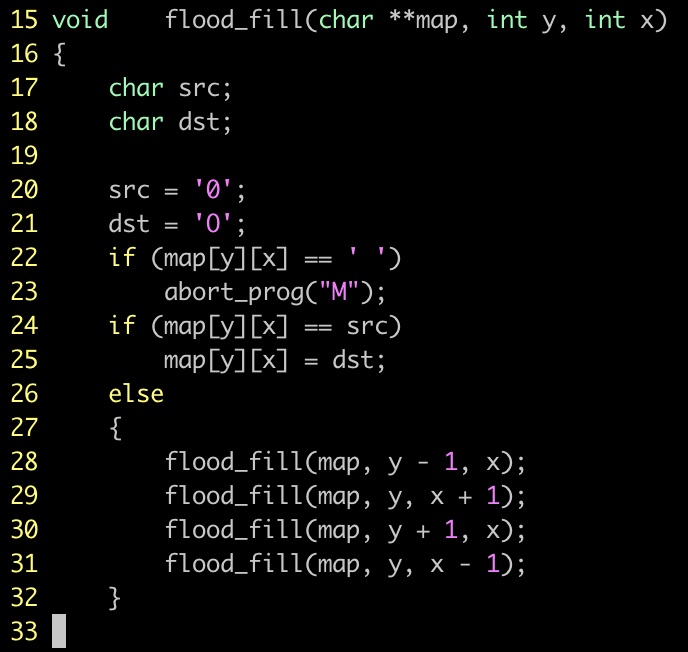 15 void    flood_fill(char **map, int y, int x)
16 {
17     char src;
18     char dst;
19
20     src = '0';
21     dst = 'O';
22     if (map[y][x] == ' ')
23         abort_prog("M");
24     if (map[y][x] == src)
25         map[y][x] = dst;
26     else
27     {
28         flood_fill(map, y - 1, x);
29         flood_fill(map, y, x + 1);
30         flood_fill(map, y + 1, x);
31         flood_fill(map, y, x - 1);
32     }
33